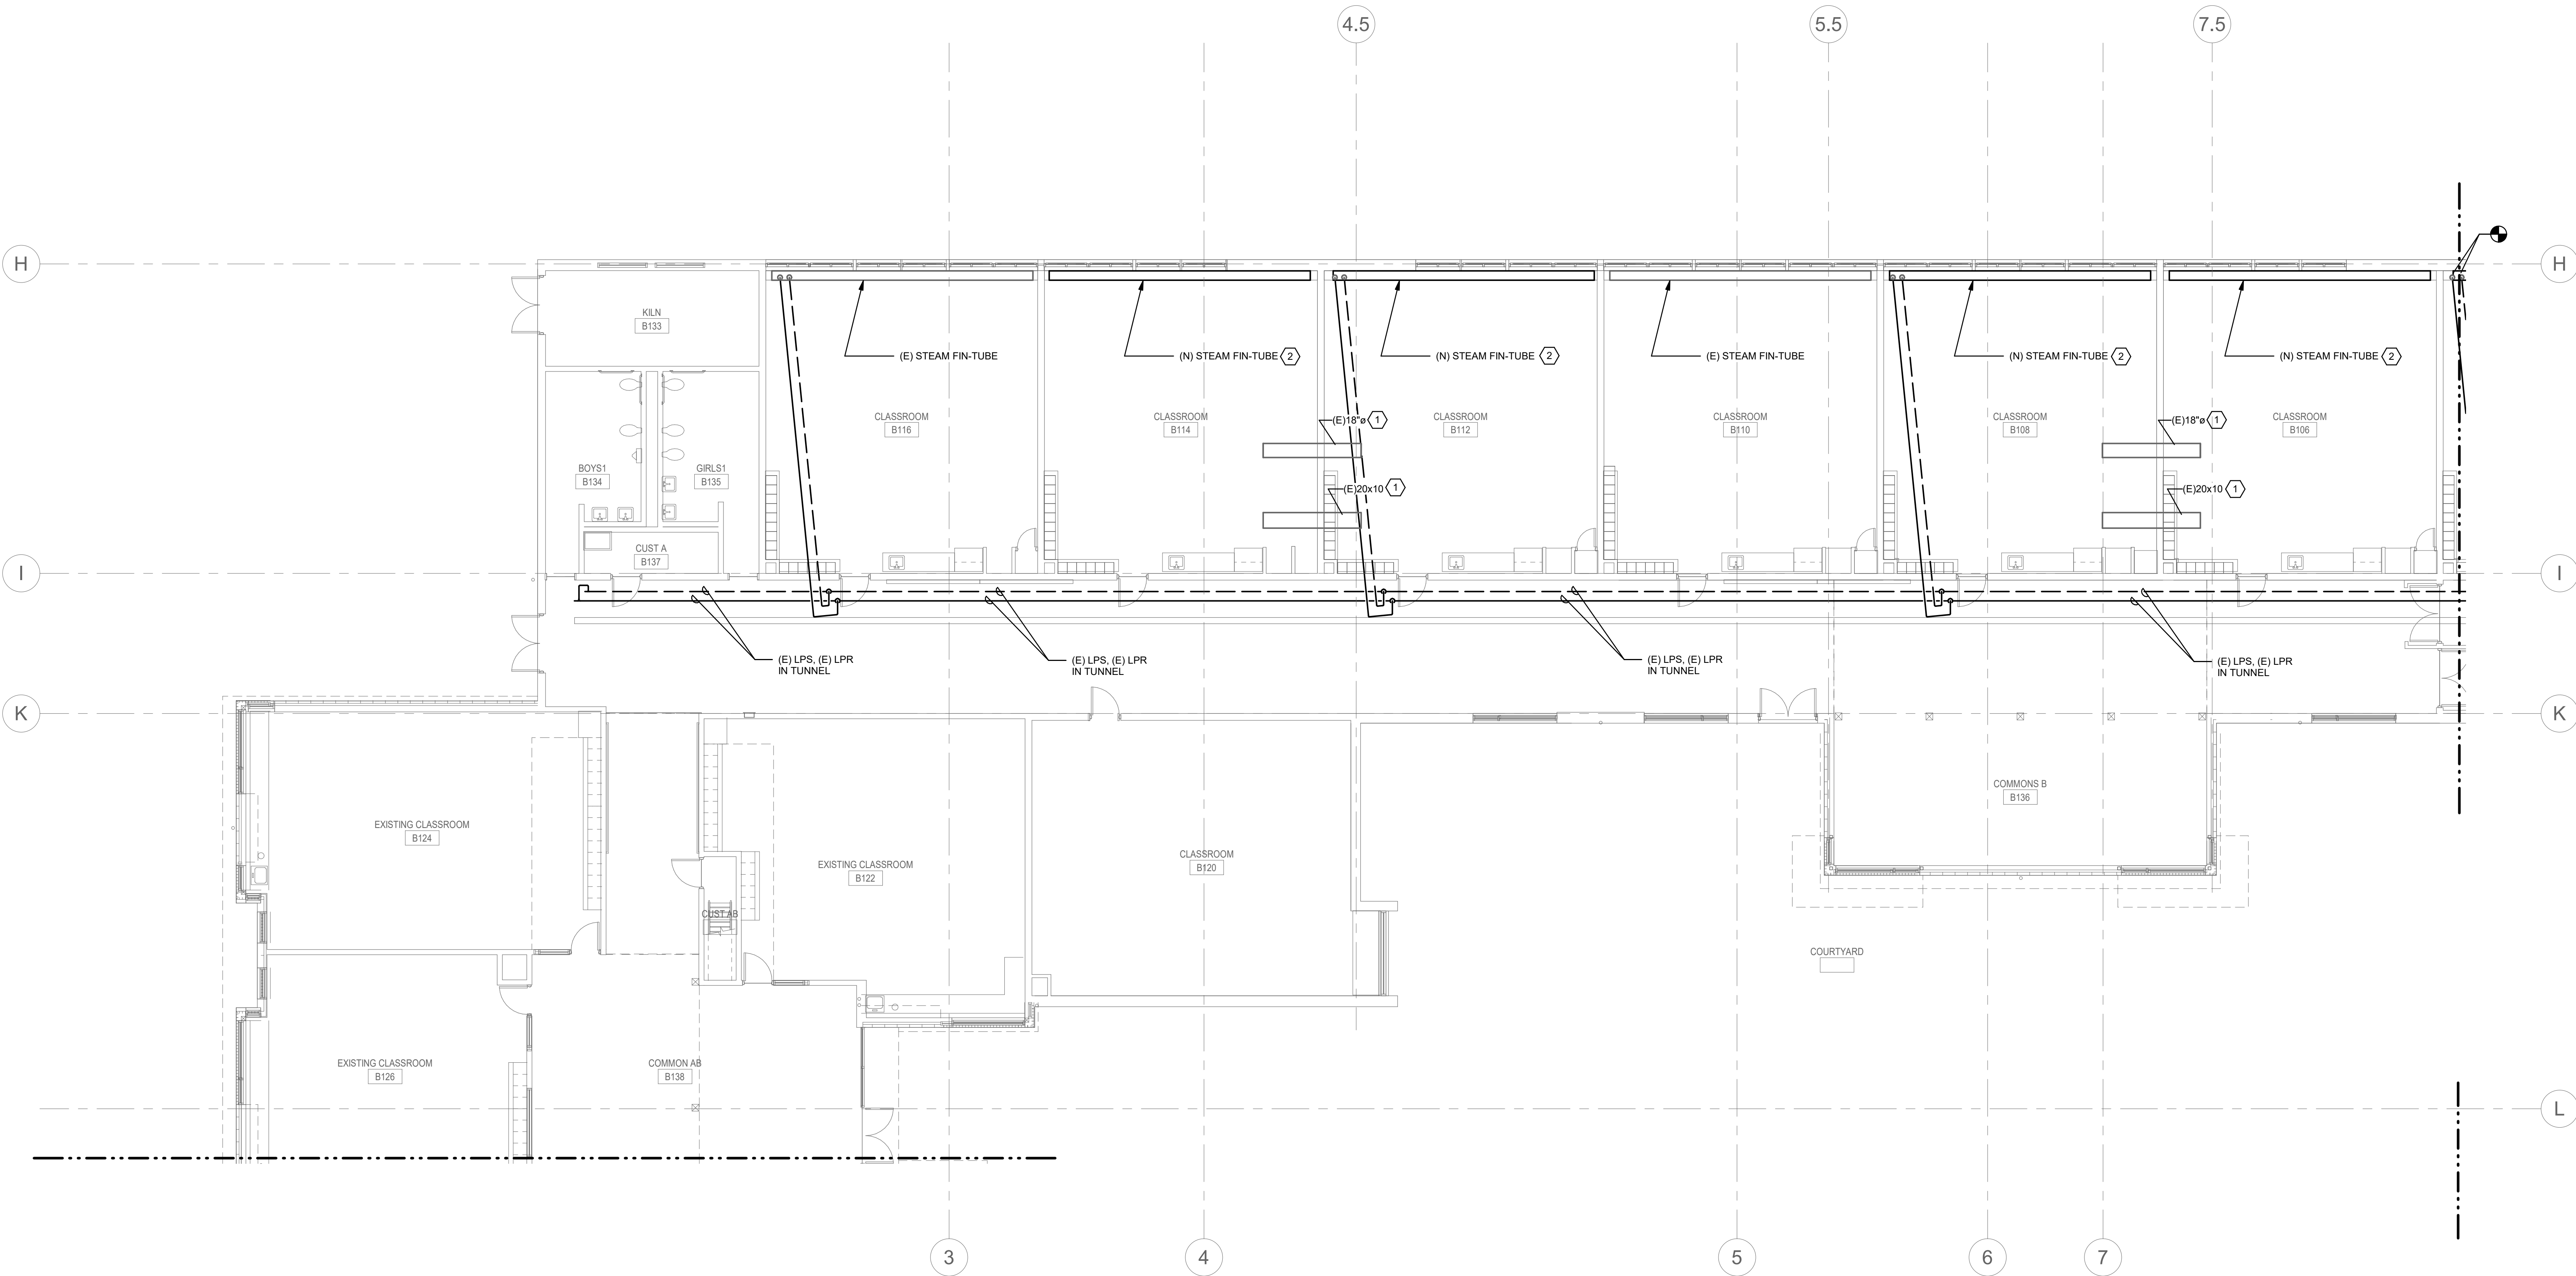 4.5
5.5
7.5
H
H
KILN
B133
(E) STEAM FIN-TUBE
(N) STEAM FIN-TUBE 2
(N) STEAM FIN-TUBE 2
(E) STEAM FIN-TUBE
(N) STEAM FIN-TUBE 2
(N) STEAM FIN-TUBE 2
CLASSROOM
B116
CLASSROOM
B114
(E)18"ø 1
CLASSROOM
B112
CLASSROOM
B110
CLASSROOM
B108
(E)18"ø 1
CLASSROOM
B106
BOYS1
B134
GIRLS1
B135
(E)20x10 1
(E)20x10 1
CUST A
B137
I
I
(E) LPS, (E) LPR
IN TUNNEL
(E) LPS, (E) LPR
IN TUNNEL
(E) LPS, (E) LPR
IN TUNNEL
(E) LPS, (E) LPR
IN TUNNEL
K
K
EXISTING CLASSROOM
B124
EXISTING CLASSROOM
B122
CLASSROOM
B120
COMMONS B
B136
CUST AB
COURTYARD
EXISTING CLASSROOM
B126
COMMON AB
B138
L
3
4
5
6
7